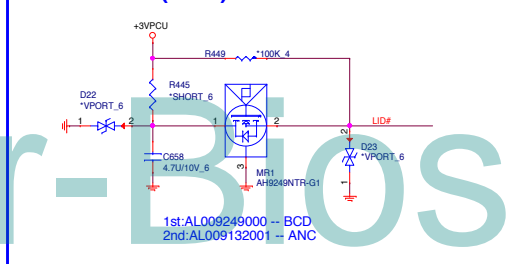 +3VPCU
R449
*100K_4
D22
*VPORT_6
R445
*SHORT_6
1
2
1
2
LID#
C658
4.7U/10V_6
3
MR1
AH9249NTR-G1
2
D23
*VPORT_6
1
r-Bios
1st:AL009249000 -- BCD
2nd:AL009132001 -- ANC